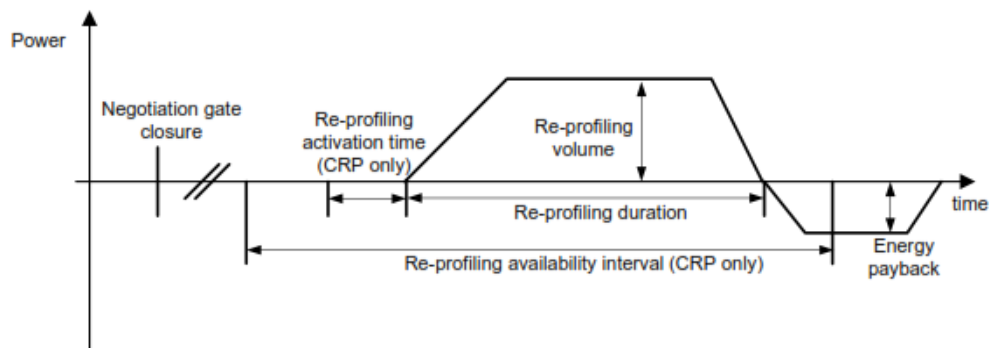 Power
Negotiation gate
closure
Re-profiling
activation time
(CRP only)
Re-profiling
volume
Re-profiling duration
time
Re-profiling availability interval (CRP only)
Energy
payback